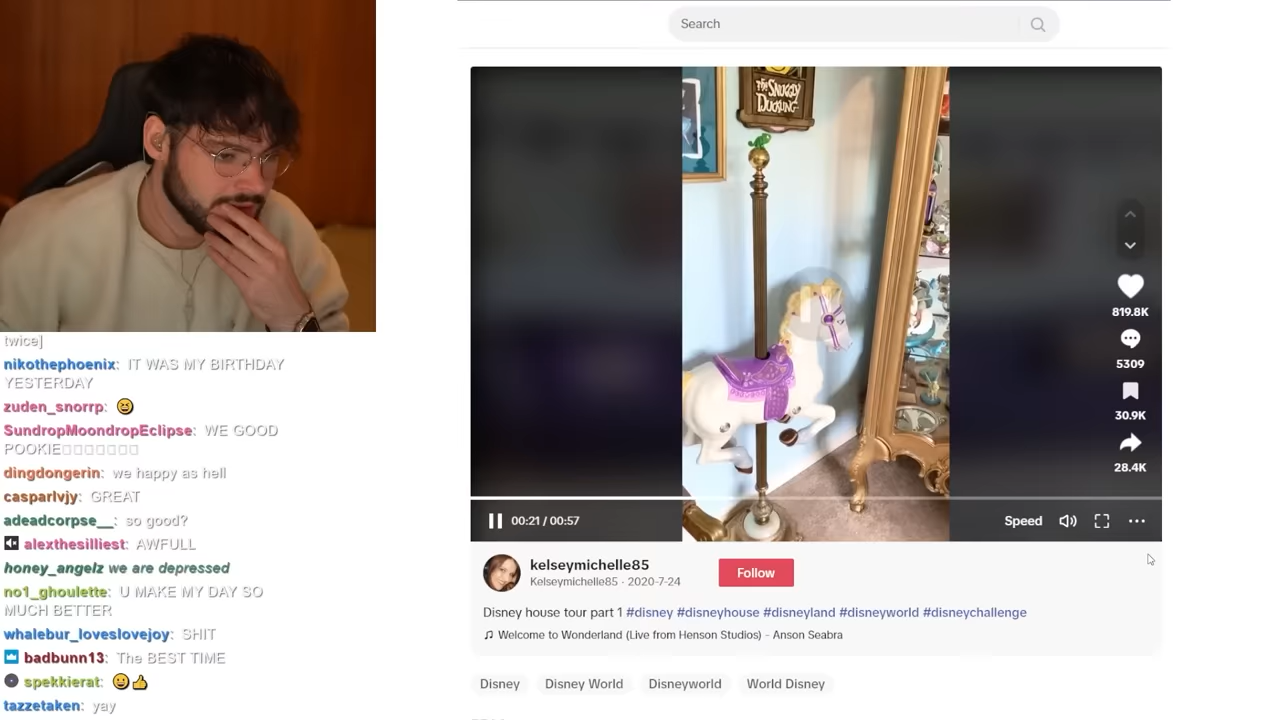 Search
The SNUGGLY
DUCKLING
819.8K
5309
30.9K
28.4K
00:21 / 00:57
Speed
kelseymichelle85
Kelseymichelle85 · 2020-7-24
Follow
Disney house tour part 1 #disney #disneyhouse #disneyland #disneyworld #disneychallenge
♫ Welcome to Wonderland (Live from Henson Studios) - Anson Seabra
Disney
Disney World
Disneyworld
World Disney
twice]
nikothephoenix: IT WAS MY BIRTHDAY
YESTERDAY
zuden_snorrp: 😆
SundropMoondropEclipse: WE GOOD
POOKIE▯▯▯▯▯▯▯
dingdongerin: we happy as hell
casparlvjy: GREAT
adeadcorpse__: so good?
alexthesilliest: AWFULL
honey_angelz we are depressed
no1_ghoulette: U MAKE MY DAY SO
MUCH BETTER
whalebur_loveslovejoy: SHIT
badbunn13: The BEST TIME
spekkierat: 😀👍
tazzetaken: yay